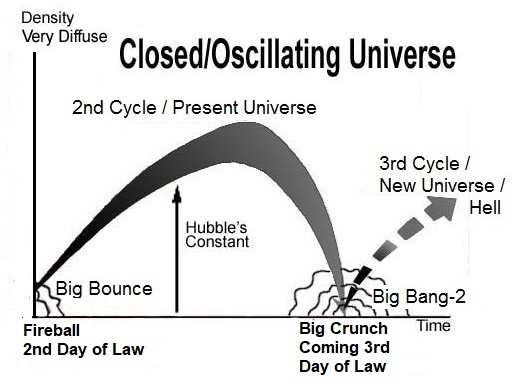 Density
Very Diffuse
Closed/Oscillating Universe
2nd Cycle / Present Universe
3rd Cycle /
New Universe /
Hell
Hubble's
Constant
Big Bounce
Big Bang-2
Time
Fireball
2nd Day of Law
Big Crunch
Coming 3rd
Day of Law